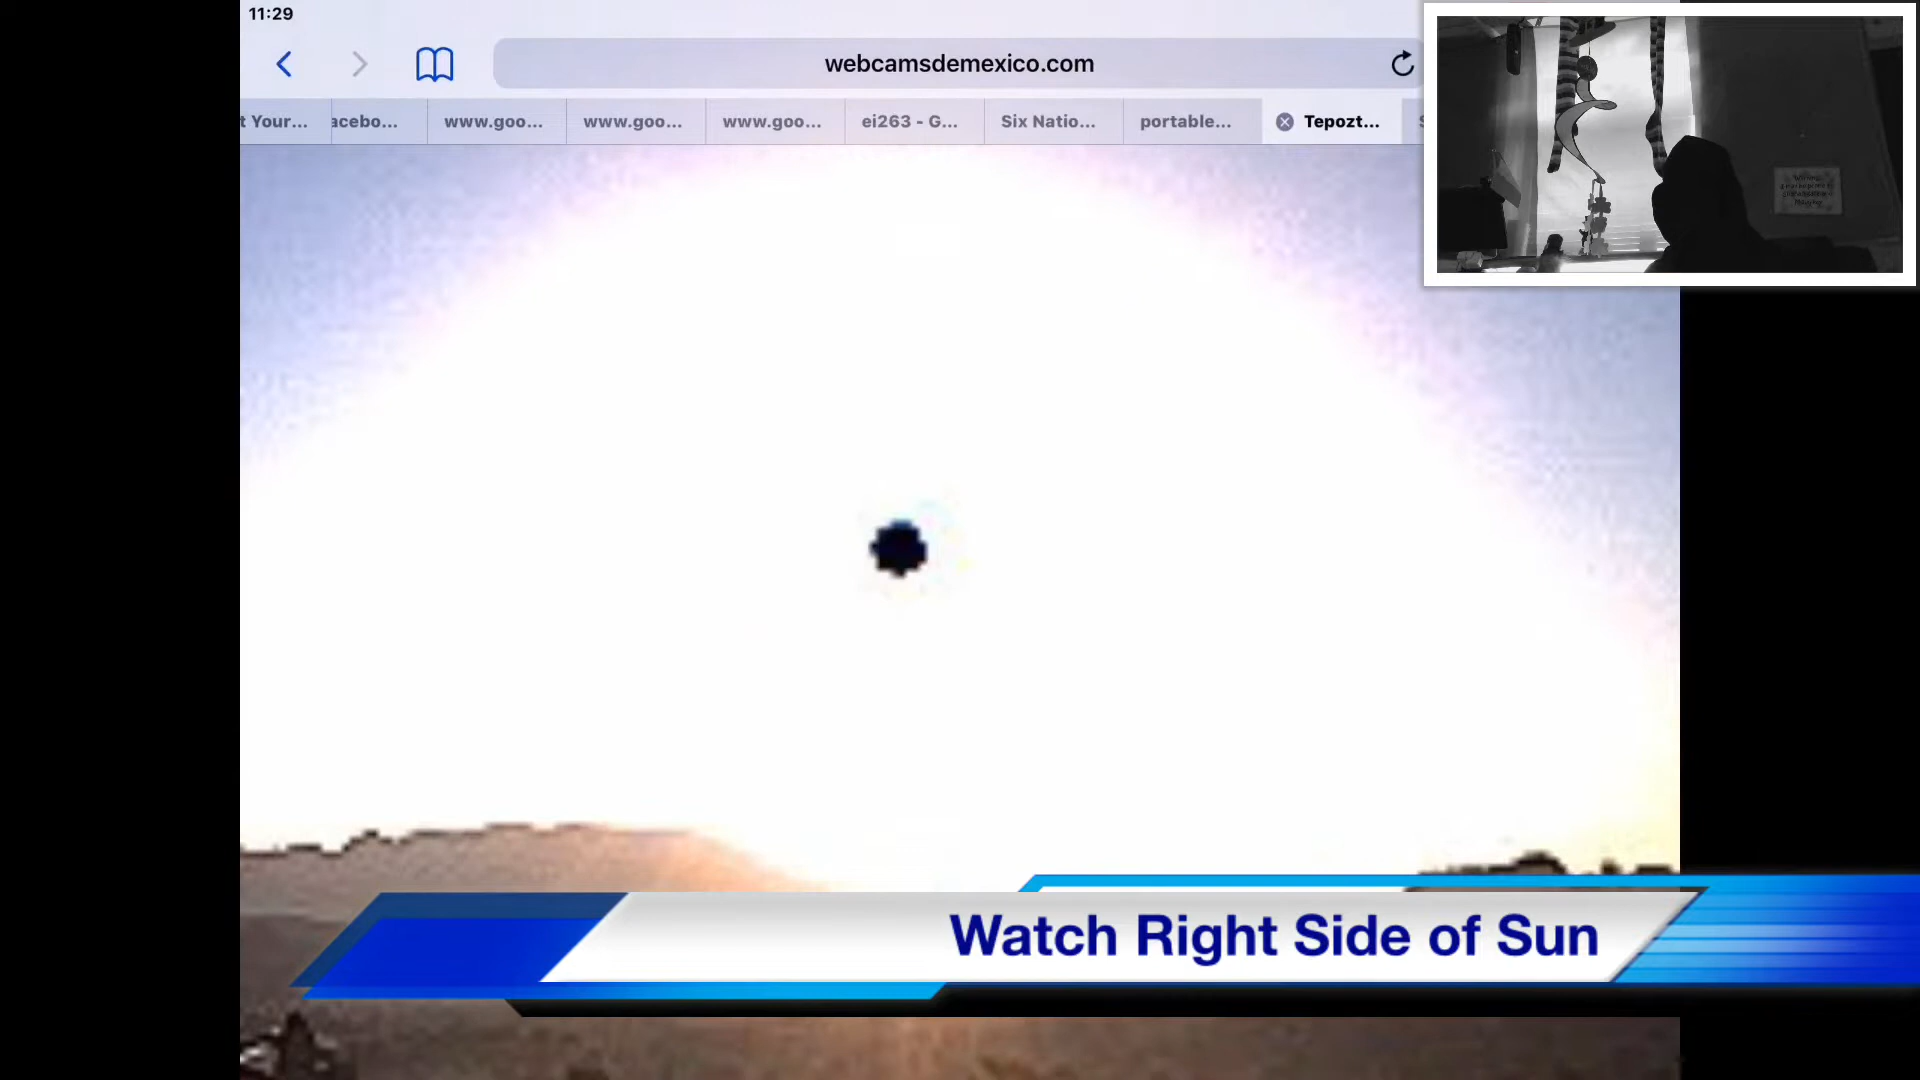 11:29
webcamsdemexico.com
t Your...
acebo...
www.goo...
www.goo...
www.goo...
ei263 - G...
Six Natio...
portable...
Tepozt...
Watch Right Side of Sun